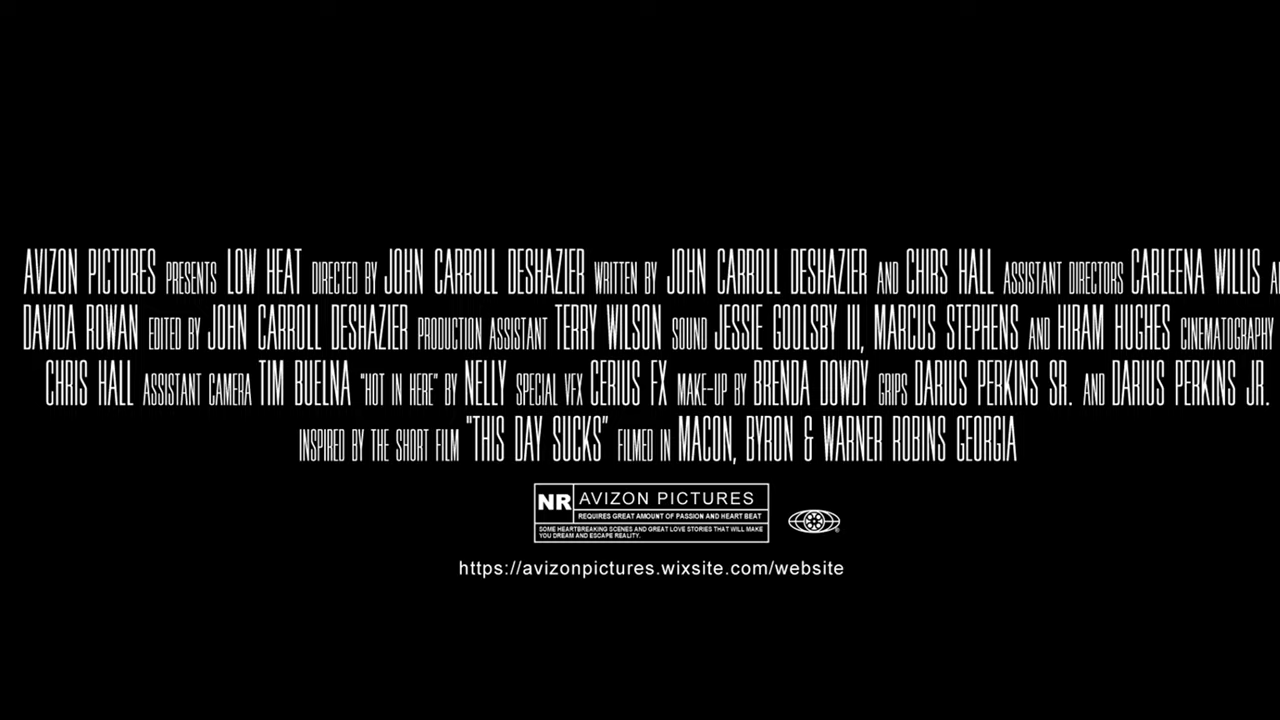 AVIZON PICTURES PRESENTS LOW HEAT DIRECTED BY JOHN CARROLL DESHAZIER WRITTEN BY JOHN CARROLL DESHAZIER AND CHIRS HALL ASSISTANT DIRECTORS CARLEENA WILLIS
DAVIDA ROWAN EDITED BY JOHN CARROLL DESHAZIER PRODUCTION ASSISTANT TERRY WILSON SOUND JESSIE GOOLSBY III, MARCUS STEPHENS AND HIRAM HUGHES CINEMATOGRAPHY
CHRIS HALL ASSISTANT CAMERA TIM BUELNA "HOT IN HERE" BY NELLY SPECIAL VFX CERIUS FX MAKE-UP BY BRENDA DOWDY GRIPS DARIUS PERKINS SR. AND DARIUS PERKINS JR.
INSPIRED BY THE SHORT FILM "THIS DAY SUCKS" FILMED IN MACON, BYRON & WARNER ROBINS GEORGIA
NR AVIZON PICTURES
REQUIRES GREAT AMOUNT OF PASSION AND HEART BEAT
SOME HEARTBREAKING SCENES AND GREAT LOVE STORIES THAT WILL MAKE
YOU DREAM AND ESCAPE REALITY.
https://avizonpictures.wixsite.com/website